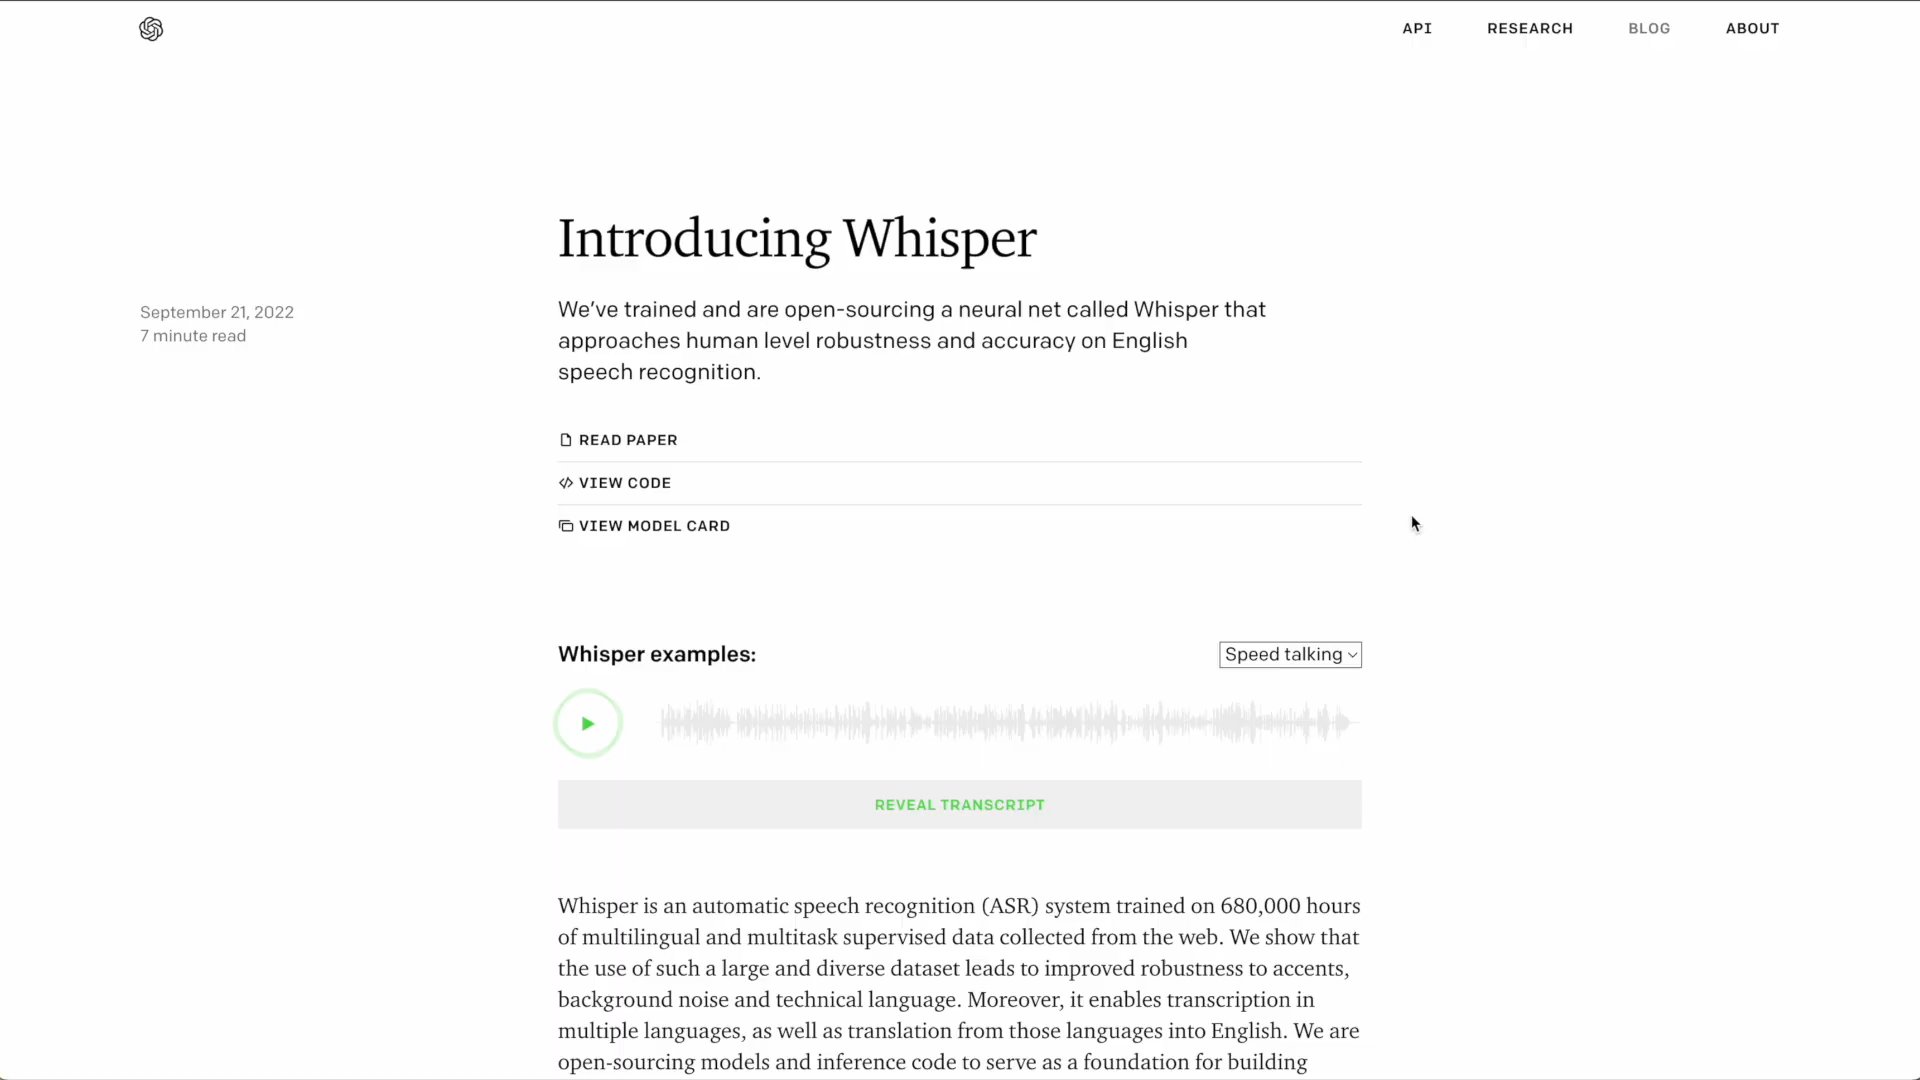 API
RESEARCH
BLOG
ABOUT
Introducing Whisper
September 21, 2022
7 minute read
We’ve trained and are open-sourcing a neural net called Whisper that
approaches human level robustness and accuracy on English
speech recognition.
READ PAPER
VIEW CODE
VIEW MODEL CARD
Whisper examples:
Speed talking
REVEAL TRANSCRIPT
Whisper is an automatic speech recognition (ASR) system trained on 680,000 hours
of multilingual and multitask supervised data collected from the web. We show that
the use of such a large and diverse dataset leads to improved robustness to accents,
background noise and technical language. Moreover, it enables transcription in
multiple languages, as well as translation from those languages into English. We are
open-sourcing models and inference code to serve as a foundation for building